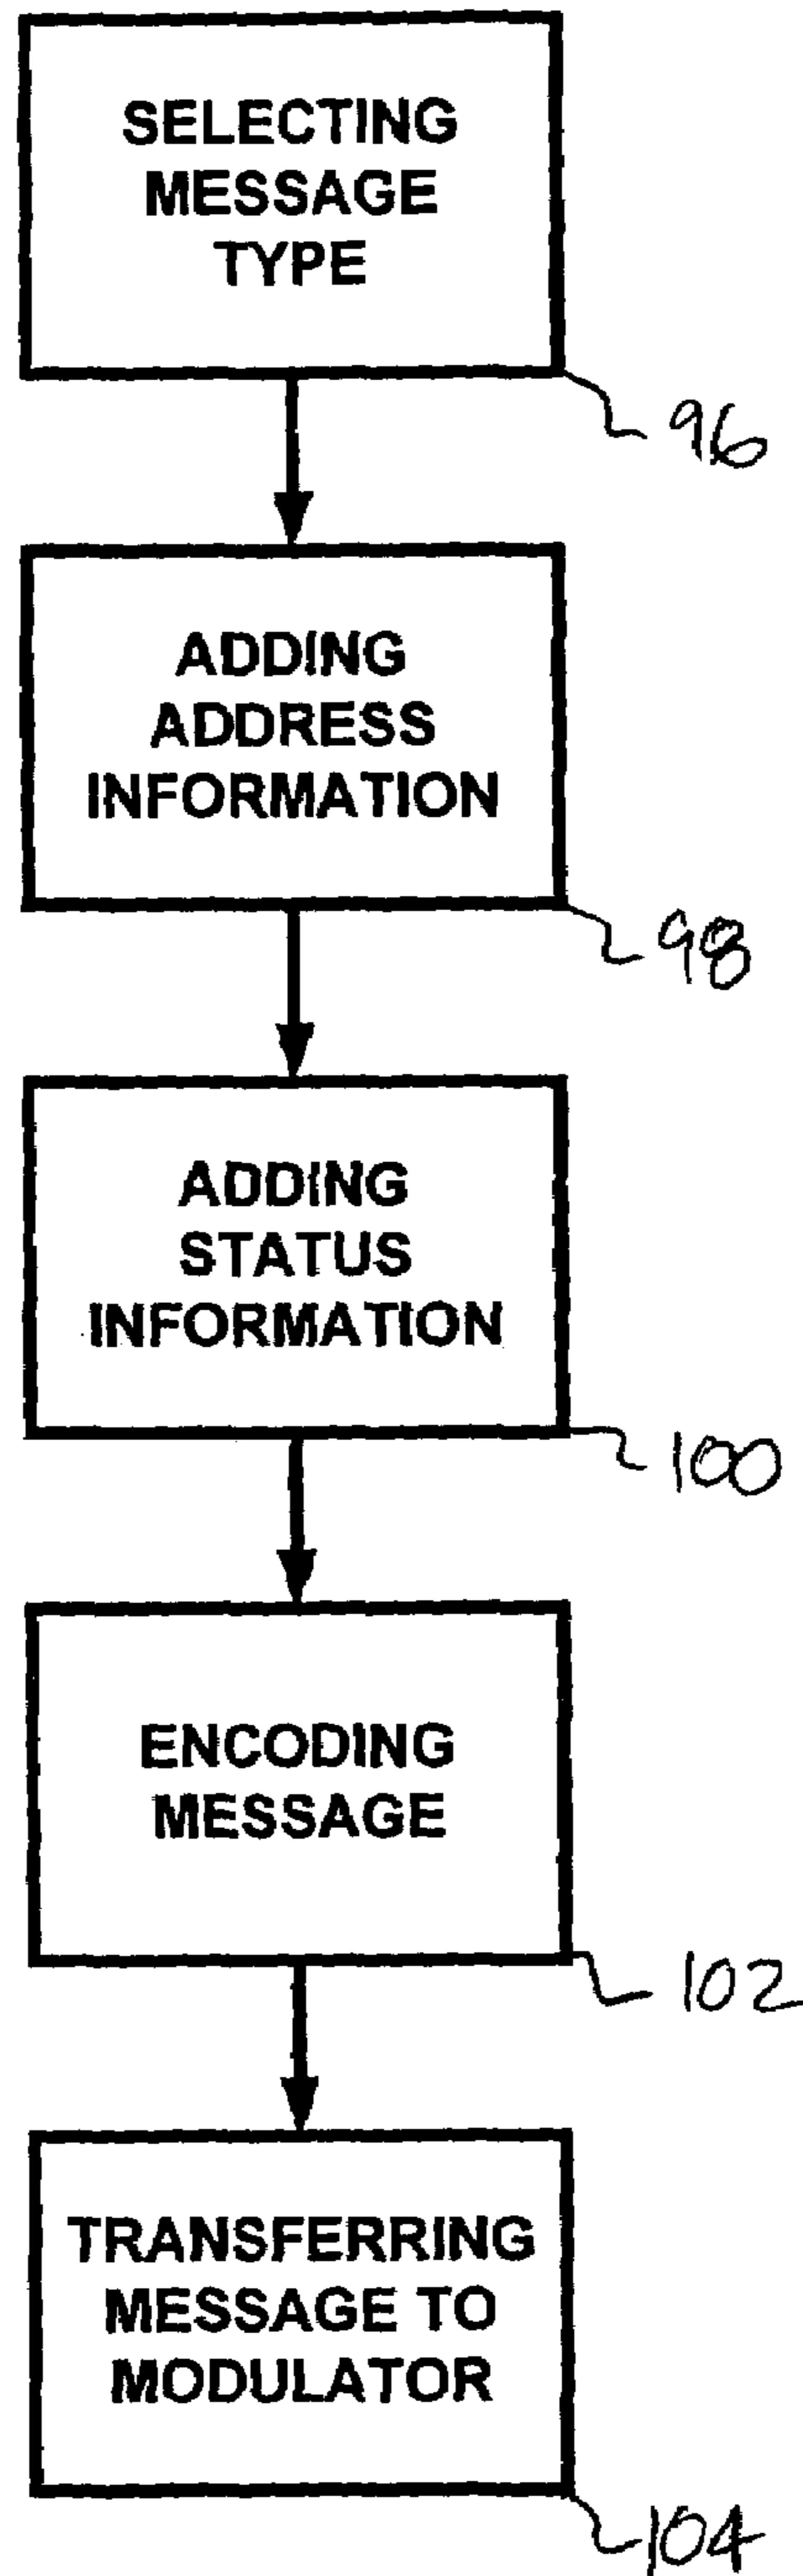 SELECTING
MESSAGE
TYPE
96
ADDING
ADDRESS
INFORMATION
98
ADDING
STATUS
INFORMATION
100
ENCODING
MESSAGE
102
TRANSFERRING
MESSAGE TO
MODULATOR
104